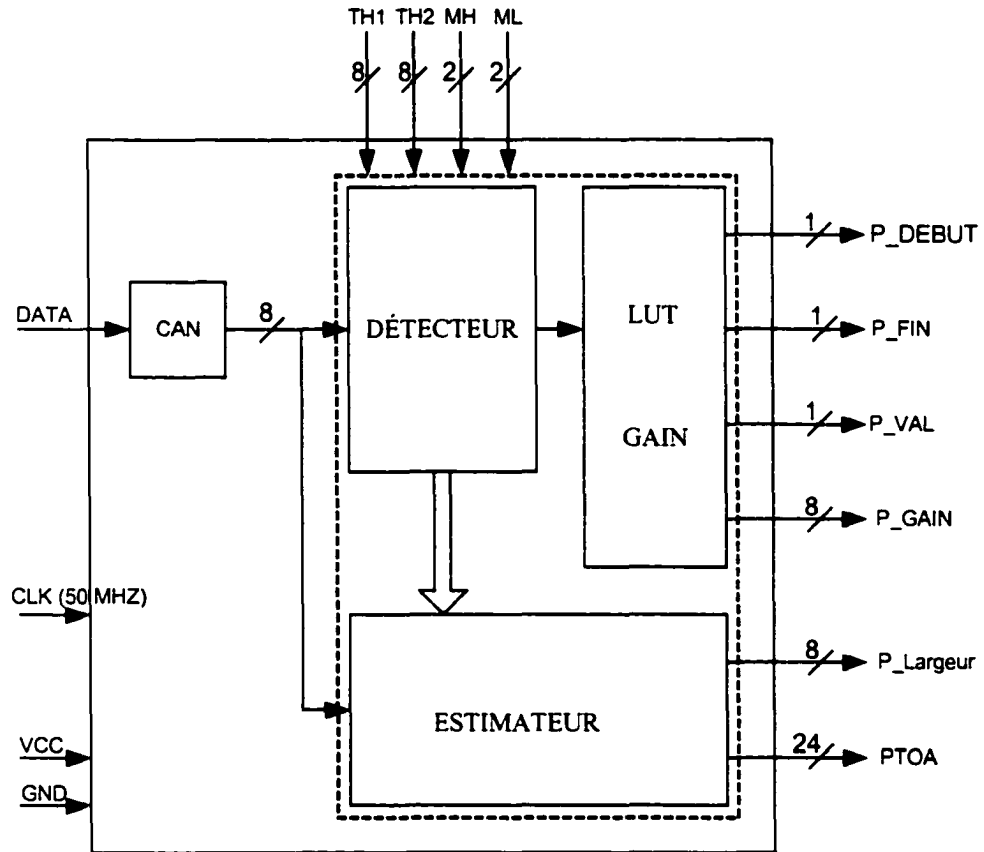 TH1 TH2 MH ML
8 8 2 2
1 P_DEBUT
DATA CAN 8 DÉTECTEUR LUT 1 P_FIN
GAIN 1 P_VAL
8 P_GAIN
CLK (50 MHZ)
8 P_Largeur
ESTIMATEUR
VCC 24 PTOA
GND